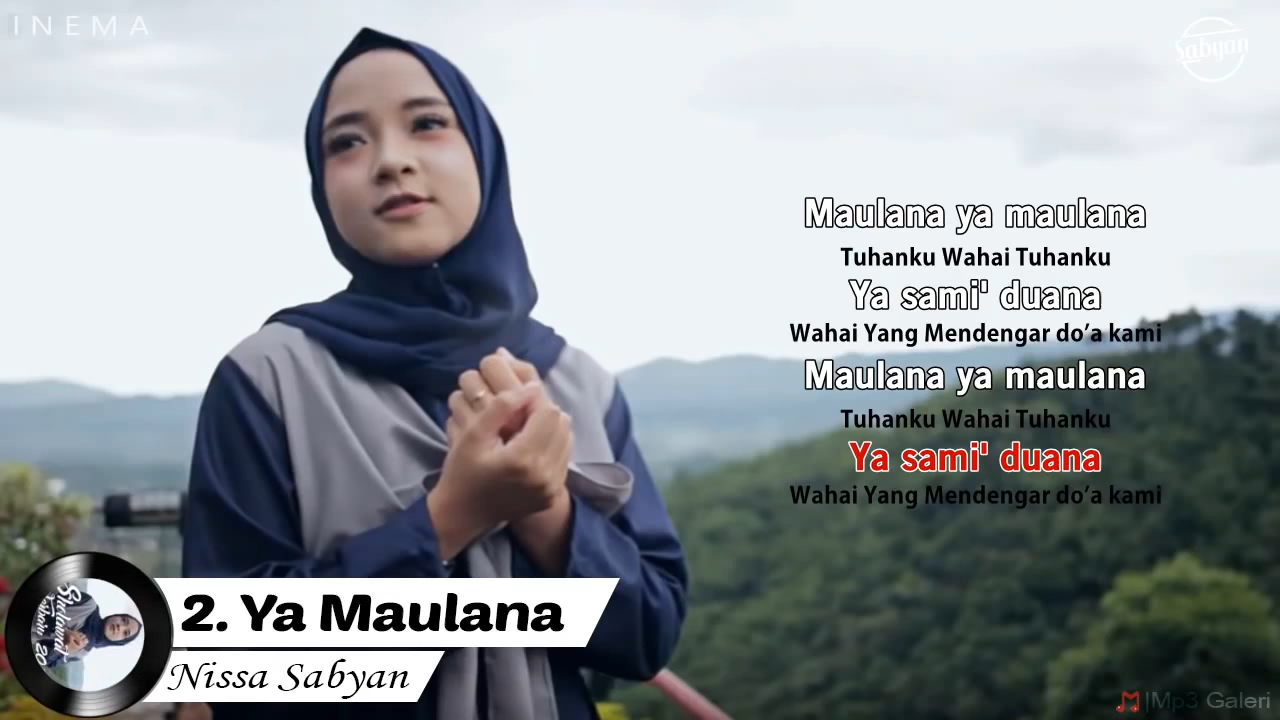 INEMA
Sabyan
Maulana ya maulana
Tuhanku Wahai Tuhanku
Ya sami' duana
Wahai Yang Mendengar do’a kami
Maulana ya maulana
Tuhanku Wahai Tuhanku
Ya sami' duana
Wahai Yang Mendengar do’a kami
2. Ya Maulana
Nissa Sabyan
Mp3 Galeri